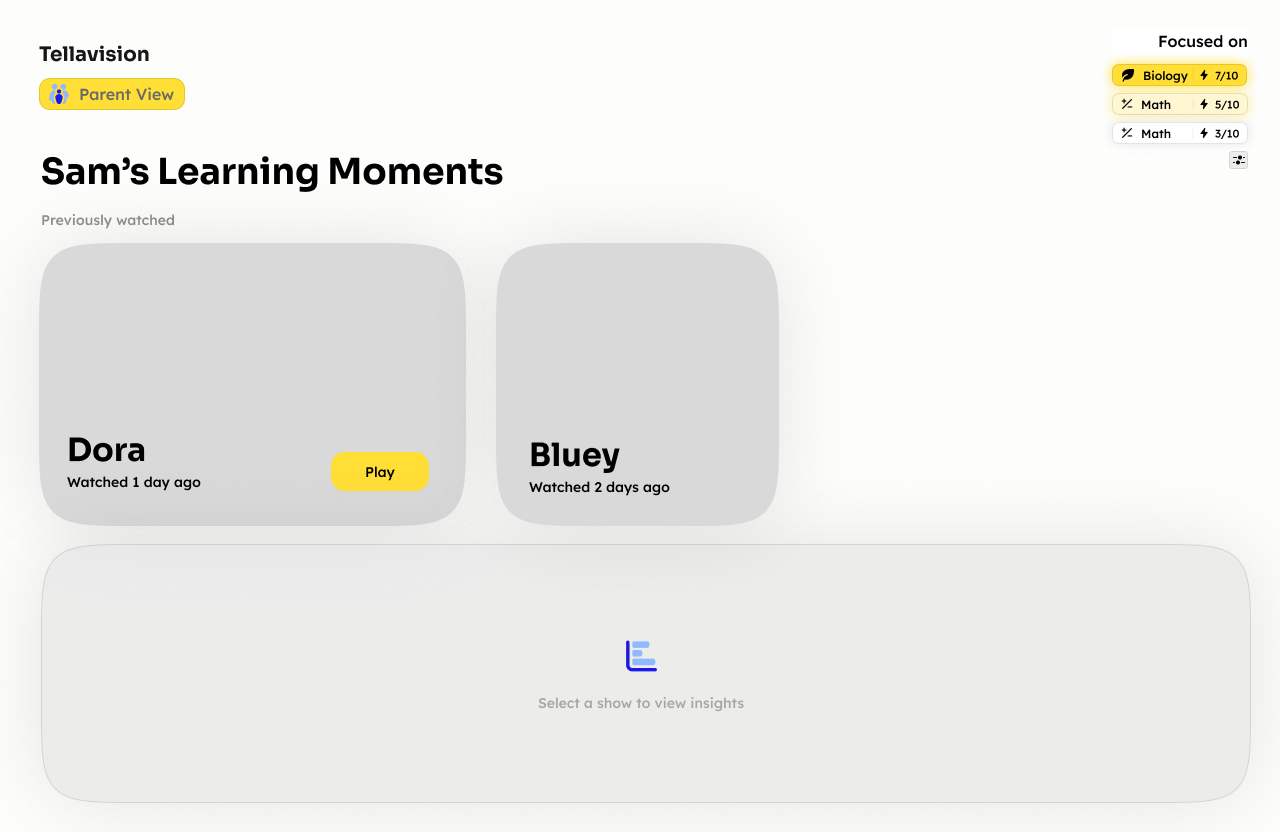 Tellavision
Parent View
Focused on
Biology 7/10
Math 5/10
Math 3/10
Sam’s Learning Moments
Previously watched
Dora
Watched 1 day ago
Play
Bluey
Watched 2 days ago
Select a show to view insights